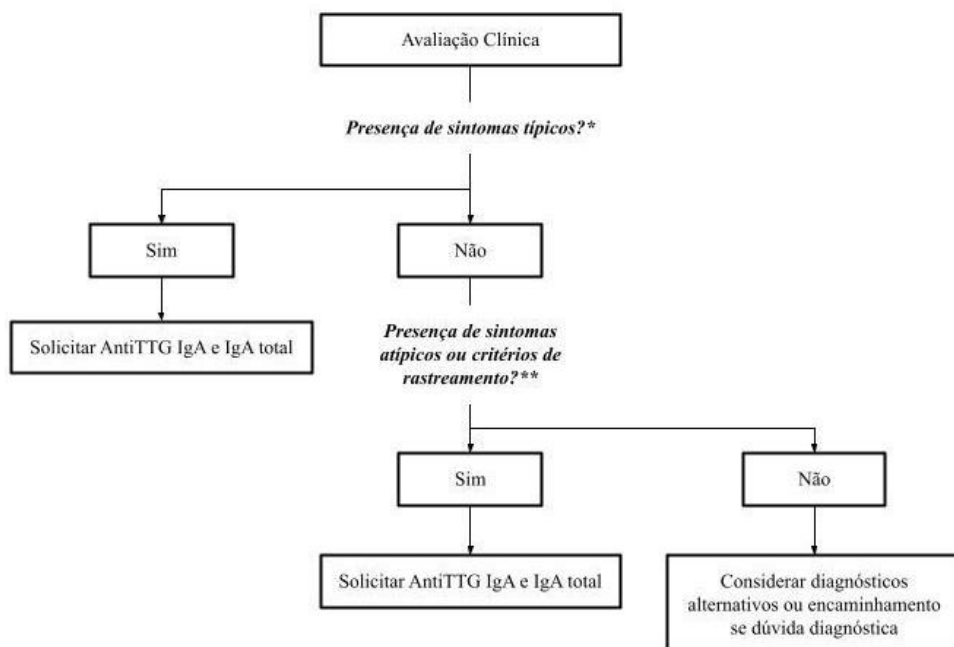 Avaliação Clínica
Presença de sintomas típicos?*
Sim
Não
Solicitar AntiTTG IgA e IgA total
Presença de sintomas
atípicos ou critérios de
rastreamento?**
Sim
Não
Solicitar AntiTTG IgA e IgA total
Considerar diagnósticos
alternativos ou encaminhamento
se dúvida diagnóstica